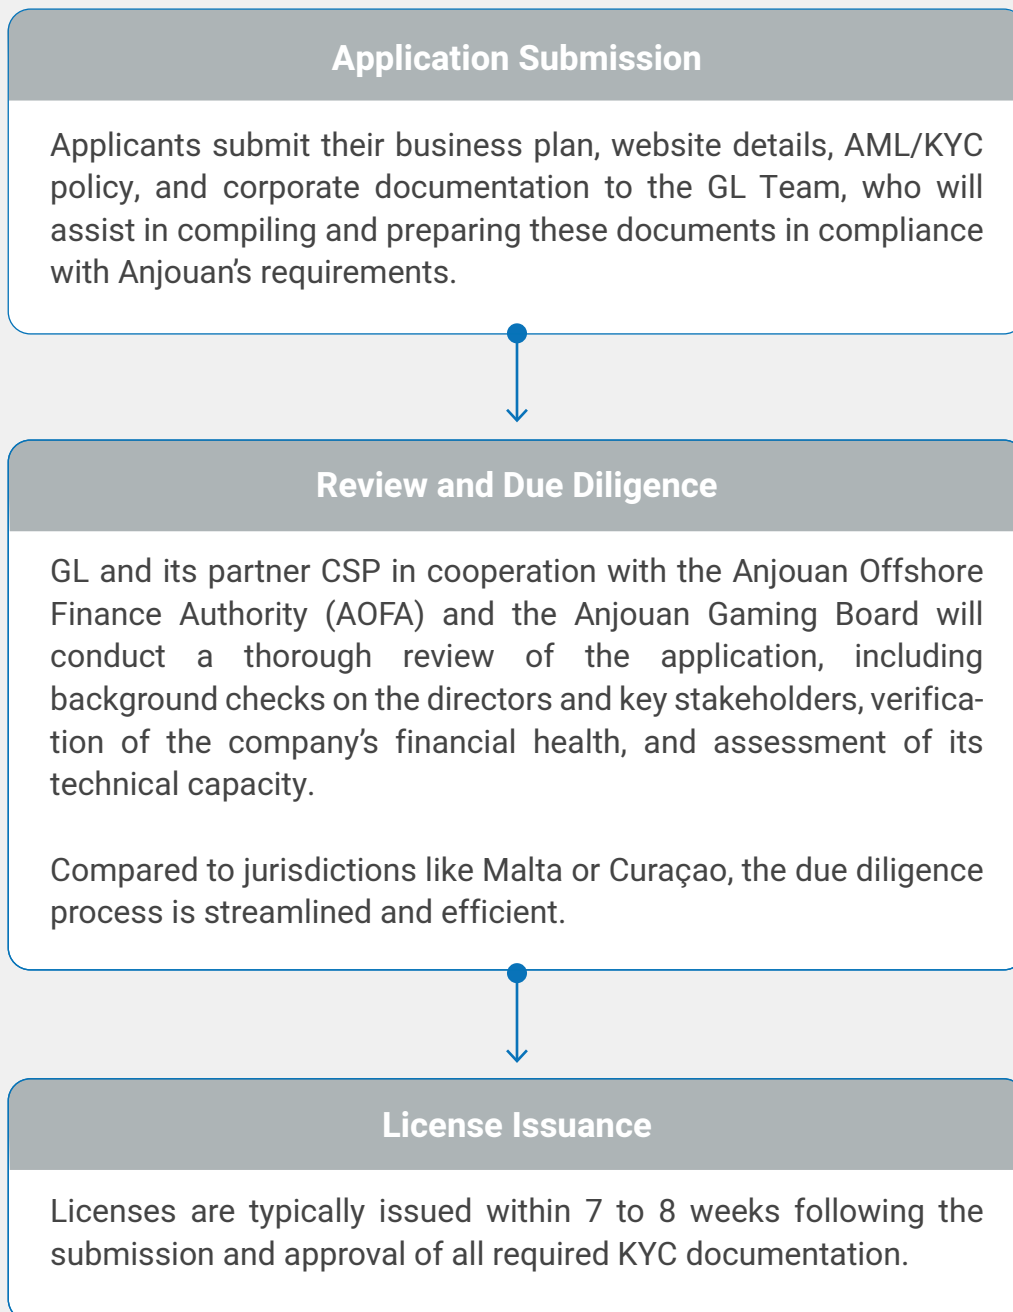 Application Submission
Applicants submit their business plan, website details, AML/KYC
policy, and corporate documentation to the GL Team, who will
assist in compiling and preparing these documents in compliance
with Anjouan’s requirements.
Review and Due Diligence
GL and its partner CSP in cooperation with the Anjouan Offshore
Finance Authority (AOFA) and the Anjouan Gaming Board will
conduct a thorough review of the application, including
background checks on the directors and key stakeholders, verifica-
tion of the company’s financial health, and assessment of its
technical capacity.
Compared to jurisdictions like Malta or Curaçao, the due diligence
process is streamlined and efficient.
License Issuance
Licenses are typically issued within 7 to 8 weeks following the
submission and approval of all required KYC documentation.